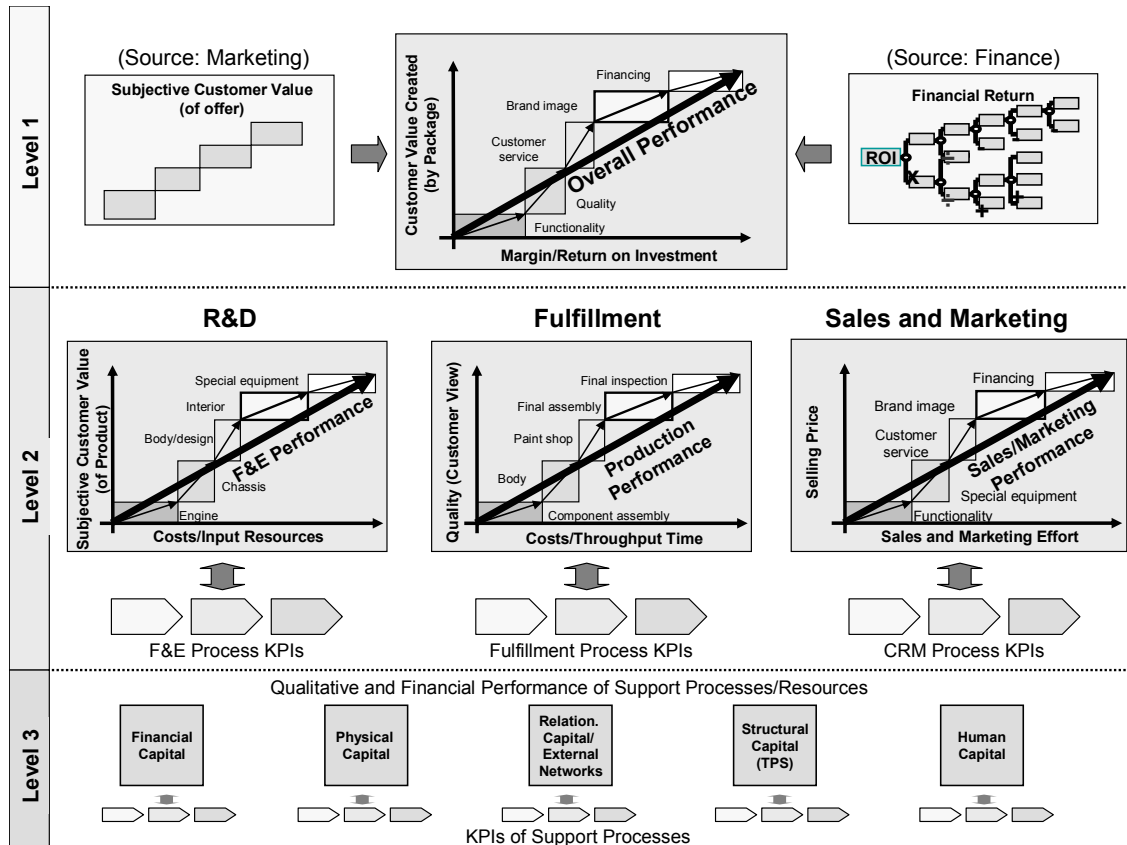 Level 1
(Source: Marketing)
Subjective Customer Value
(of offer)
Customer Value Created
(by Package)
Financing
Brand image
Customer
service
Overall Performance
Quality
Functionality
Margin/Return on Investment
(Source: Finance)
Financial Return
ROI
x
÷
÷
+
+
Level 2
R&D
Subjective Customer Value
(of Product)
Special equipment
Interior
Body/design
F&E Performance
Chassis
Engine
Costs/Input Resources
F&E Process KPIs
Fulfillment
Quality (Customer View)
Final inspection
Final assembly
Paint shop
Production
Performance
Body
Component assembly
Costs/Throughput Time
Fulfillment Process KPIs
Sales and Marketing
Selling Price
Financing
Brand image
Customer
service
Sales/Marketing
Performance
Special equipment
Functionality
Sales and Marketing Effort
CRM Process KPIs
Level 3
Qualitative and Financial Performance of Support Processes/Resources
Financial
Capital
Physical
Capital
Relation.
Capital/
External
Networks
Structural
Capital
(TPS)
Human
Capital
KPIs of Support Processes